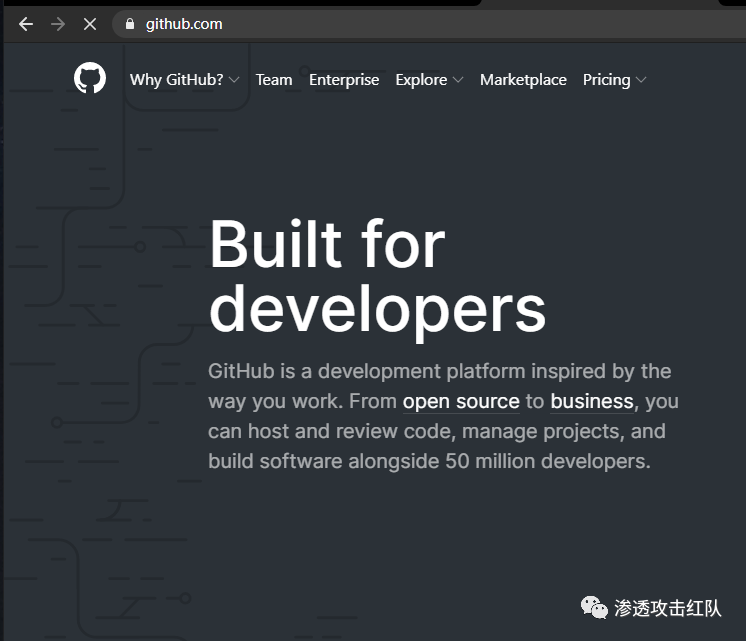 github.com
Why GitHub? Team Enterprise Explore Marketplace Pricing
Built for
developers
GitHub is a development platform inspired by the
way you work. From open source to business, you
can host and review code, manage projects, and
build software alongside 50 million developers.
渗透攻击红队